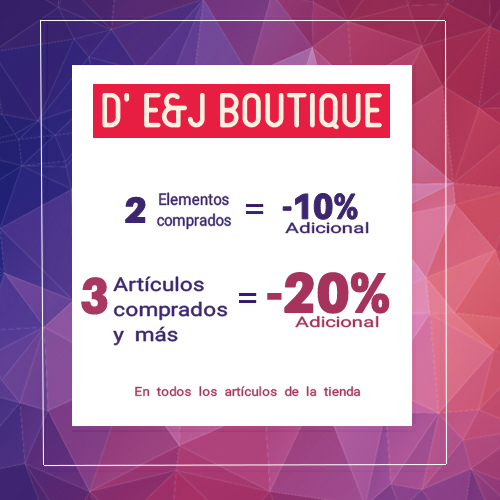 D' E&J BOUTIQUE
2 Elementos comprados = -10% Adicional
3 Artículos comprados y más = -20% Adicional
En todos los artículos de la tienda